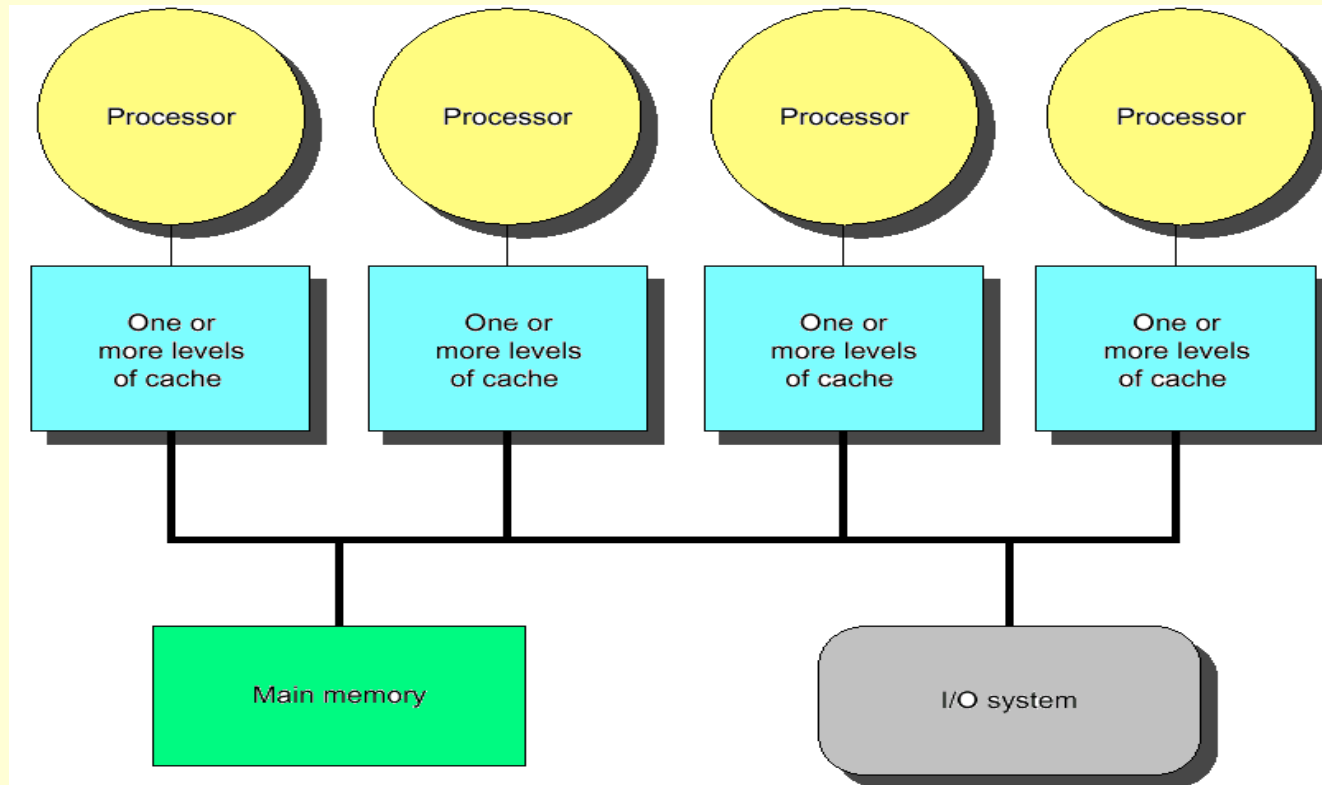 Processor
Processor
Processor
Processor
One or
more levels
of cache
One or
more levels
of cache
One or
more levels
of cache
One or
more levels
of cache
Main memory
I/O system